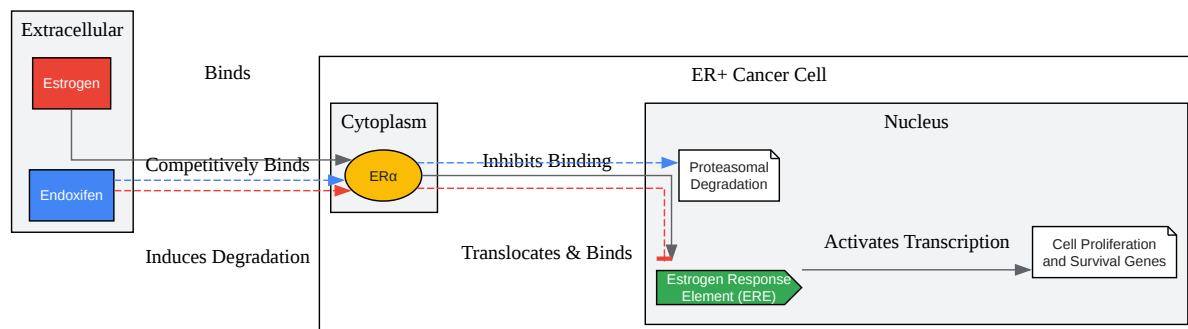 Extracellular
Estrogen
Endoxifen
Binds
Competitively Binds
Induces Degradation
ER+ Cancer Cell
Cytoplasm
ERα
Inhibits Binding
Translocates & Binds
Nucleus
Proteasomal
Degradation
Estrogen Response
Element (ERE)
Activates Transcription
Cell Proliferation
and Survival Genes